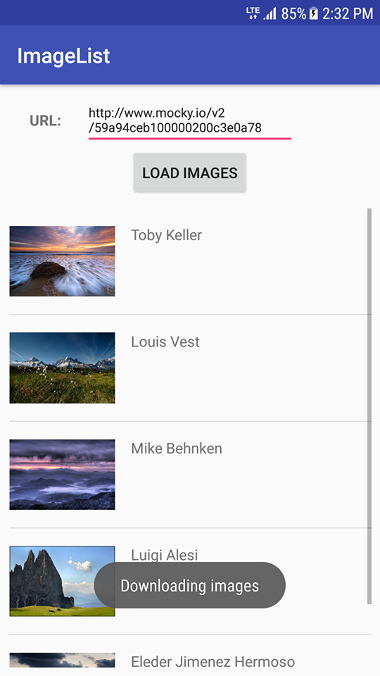 LTE 85% 2:32 PM
ImageList
URL: http://www.mocky.io/v2
/59a94ceb100000200c3e0a78
LOAD IMAGES
Toby Keller
Louis Vest
Mike Behnken
Luigi Alesi
Downloading images
Eleder Jimenez Hermoso